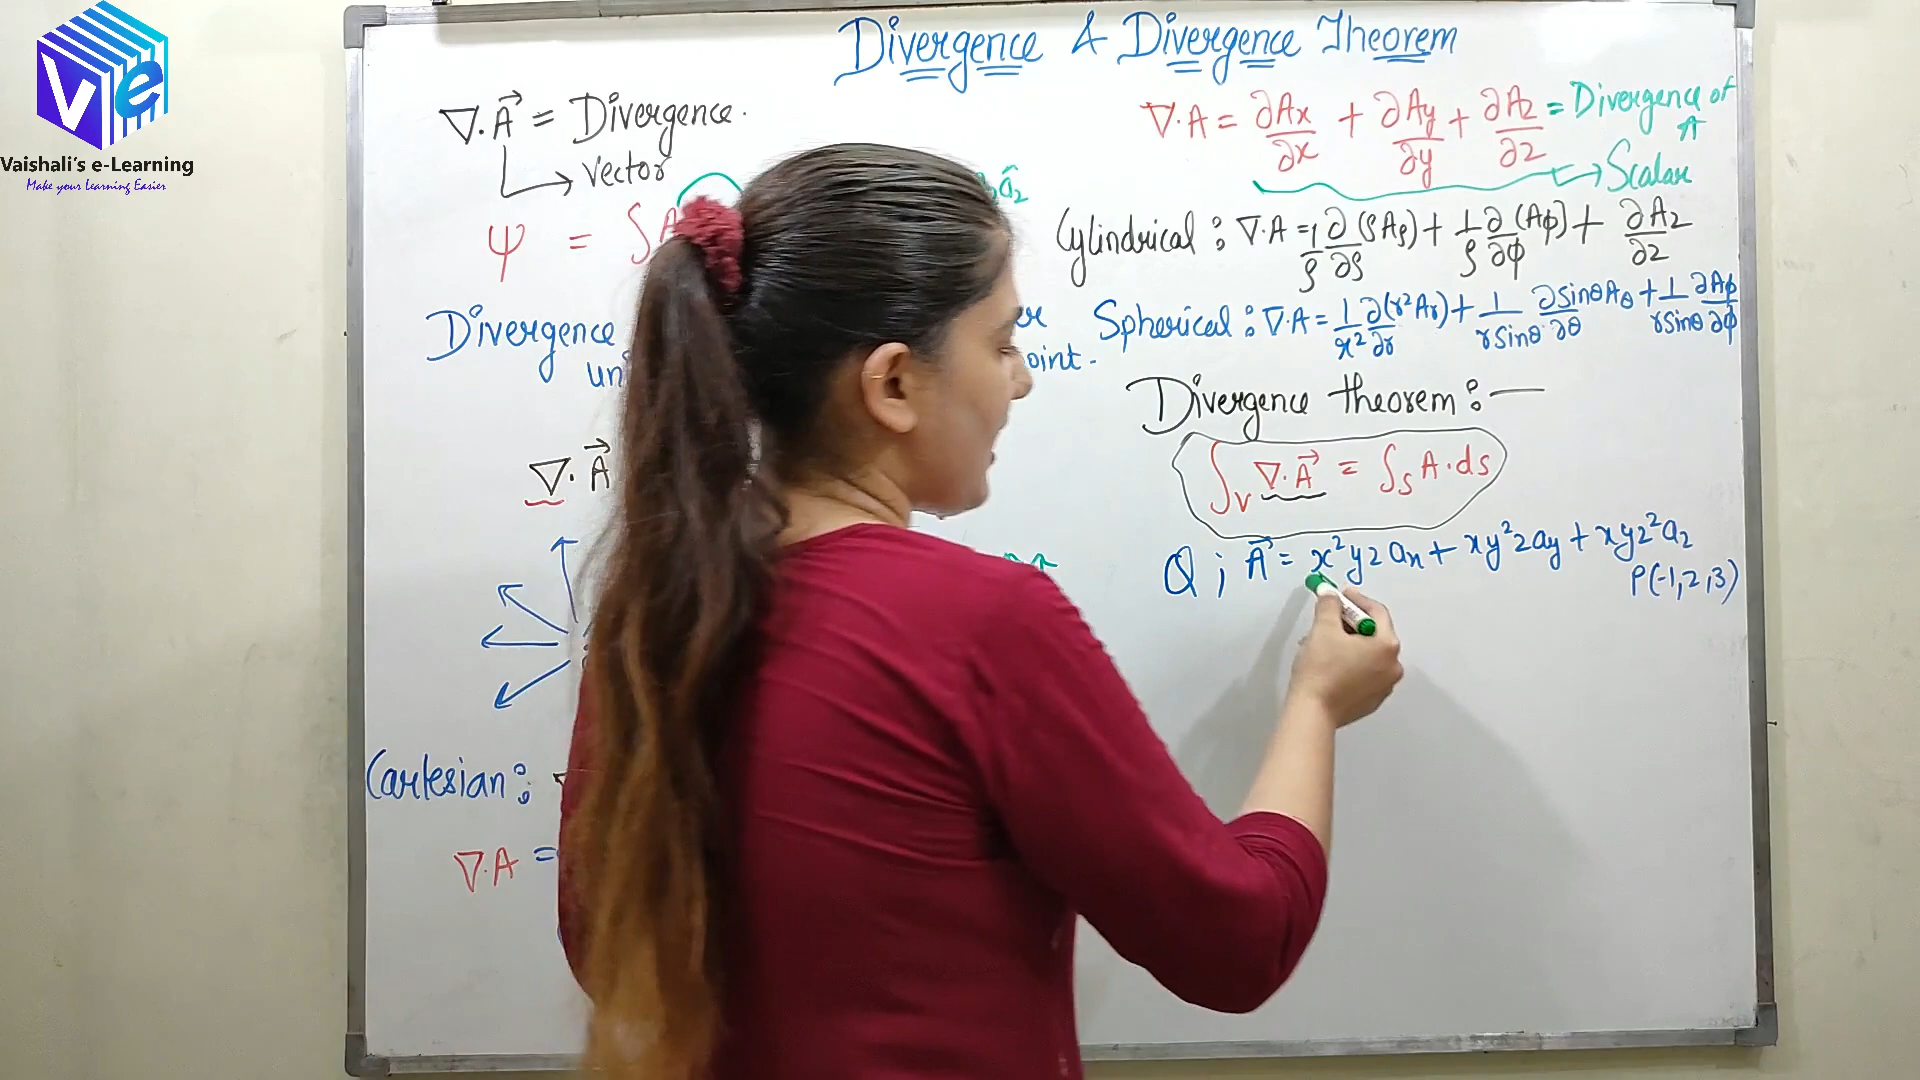 Vaishali's e-Learning
Make your Learning Easier
Divergence & Divergence Theorem
∇·A⃗ = Divergence.
→ vector
ψ = ∫A
Divergence
∇·A⃗
Cartesian:
∇·A =
∇·A = ∂Ax/∂x + ∂Ay/∂y + ∂Az/∂z = Divergence of A
→ Scalar
Cylindrical : ∇·A = 1/ρ ∂/∂ρ (ρAρ) + 1/ρ ∂/∂ϕ (Aϕ) + ∂Az/∂z
Spherical : ∇·A = 1/r² ∂/∂r (r²Ar) + 1/rsinθ ∂sinθAθ/∂θ + 1/rsinθ ∂Aϕ/∂ϕ
Divergence theorem :—
∫v ∇·A⃗ = ∫s A·ds
Q ; A⃗ = x²yz ax + xy²z ay + xyz² az
P(-1,2,3)